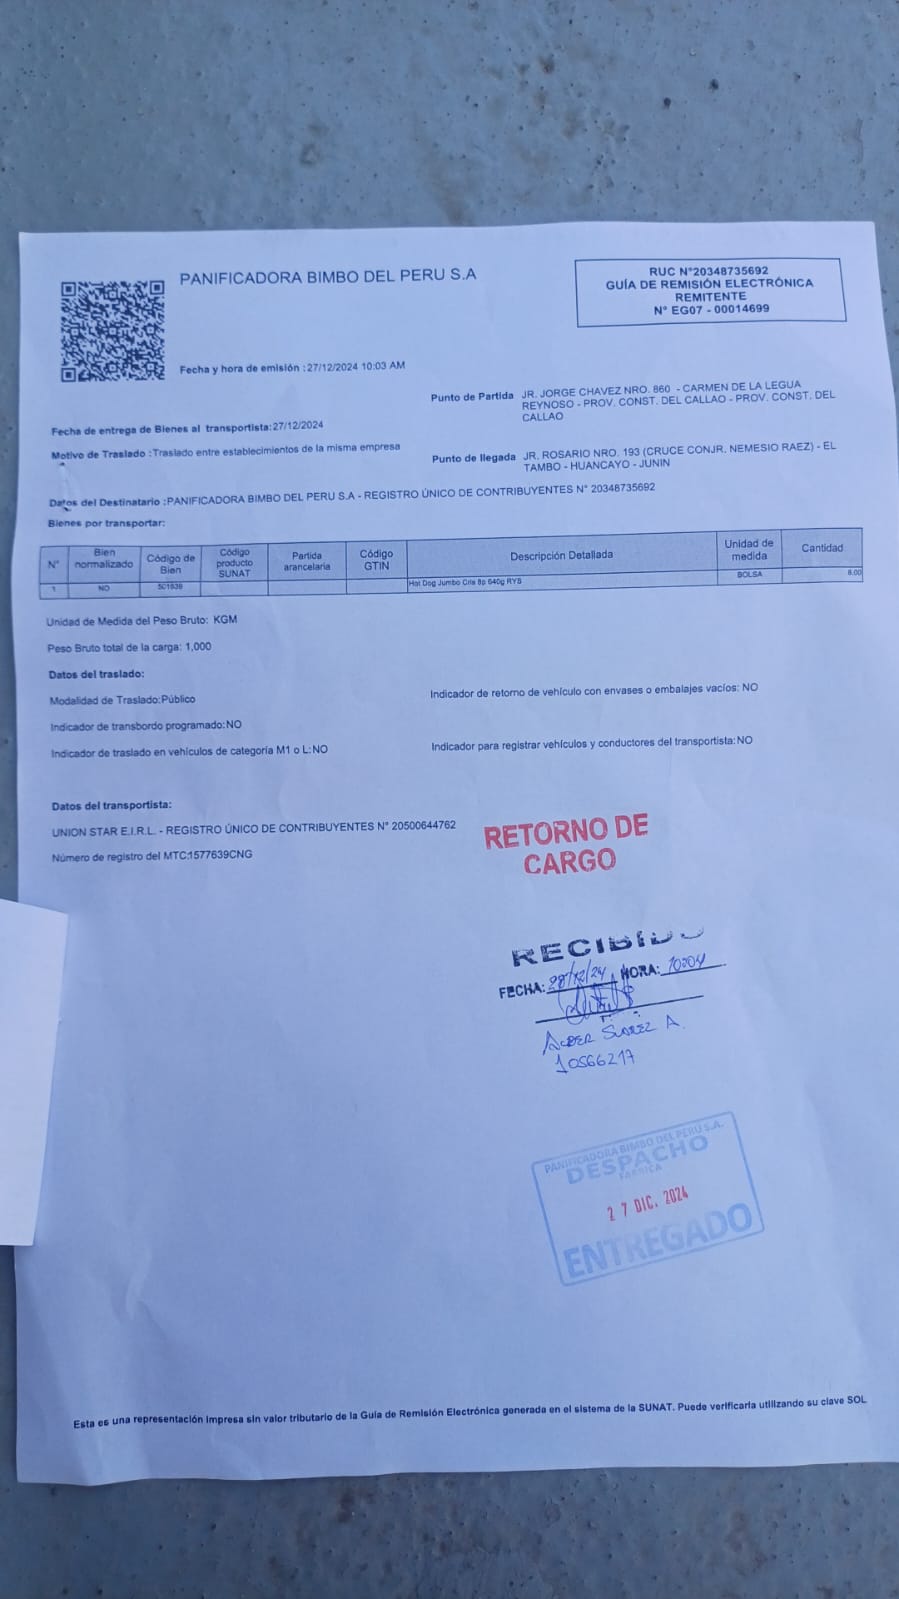 PANIFICADORA BIMBO DEL PERU S.A
RUC N°20348735692
GUÍA DE REMISIÓN ELECTRÓNICA
REMITENTE
N° EG07 - 00014699
Fecha y hora de emisión :27/12/2024 10:03 AM
Punto de Partida JR. JORGE CHAVEZ NRO. 860 - CARMEN DE LA LEGUA
REYNOSO - PROV. CONST. DEL CALLAO - PROV. CONST. DEL
CALLAO
Fecha de entrega de Bienes al transportista:27/12/2024
Motivo de Traslado :Traslado entre establecimientos de la misma empresa
Punto de llegada JR. ROSARIO NRO. 193 (CRUCE CONJR. NEMESIO RAEZ) - EL
TAMBO - HUANCAYO - JUNIN
Datos del Destinatario :PANIFICADORA BIMBO DEL PERU S.A - REGISTRO ÚNICO DE CONTRIBUYENTES N° 20348735692
Bienes por transportar:
N° Bien normalizado Código de Bien Código producto SUNAT Partida arancelaria Código GTIN Descripción Detallada Unidad de medida Cantidad
1 NO Hot Dog Jumbo 8p 640g RYS BOLSA
Unidad de Medida del Peso Bruto: KGM
Peso Bruto total de la carga: 1,000
Datos del traslado:
Modalidad de Traslado:Público
Indicador de retorno de vehículo con envases o embalajes vacíos: NO
Indicador de transbordo programado:NO
Indicador de traslado en vehículos de categoría M1 o L:NO
Indicador para registrar vehículos y conductores del transportista:NO
Datos del transportista:
UNION STAR E.I.R.L. - REGISTRO ÚNICO DE CONTRIBUYENTES N° 20500644762
Número de registro del MTC:1577639CNG
RETORNO DE
CARGO
RECIBIDO
FECHA: 28/12/24 HORA:
SUAREZ A.
10566217
PANIFICADORA BIMBO DEL PERU S.A.
DESPACHO
FABRICA
27 DIC. 2024
ENTREGADO
Esta es una representación impresa sin valor tributario de la Guía de Remisión Electrónica generada en el sistema de la SUNAT. Puede verificarla utilizando su clave SOL